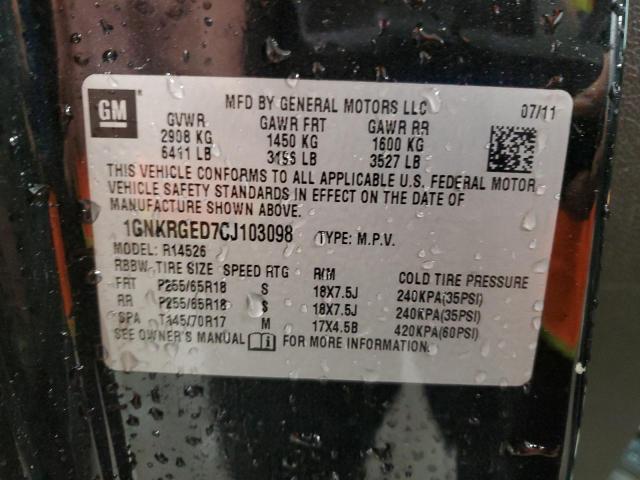 GM
MFD BY GENERAL MOTORS LLC 07/11
GVWR GAWR FRT GAWR RR
2908 KG 1450 KG 1600 KG
6411 LB 3196 LB 3527 LB
THIS VEHICLE CONFORMS TO ALL APPLICABLE U.S. FEDERAL MOTOR
VEHICLE SAFETY STANDARDS IN EFFECT ON THE DATE OF
MANUFACTURE SHOWN ABOVE.
1GNKRGED7CJ103098 TYPE: M.P.V.
MODEL: R14526
RBBW TIRE SIZE SPEED RTG RIM COLD TIRE PRESSURE
FRT P255/65R18 S 18X7.5J 240KPA(35PSI)
RR P255/65R18 S 18X7.5J 240KPA(35PSI)
SPA T145/70R17 M 17X4.5B 420KPA(60PSI)
SEE OWNER'S MANUAL FOR MORE INFORMATION.